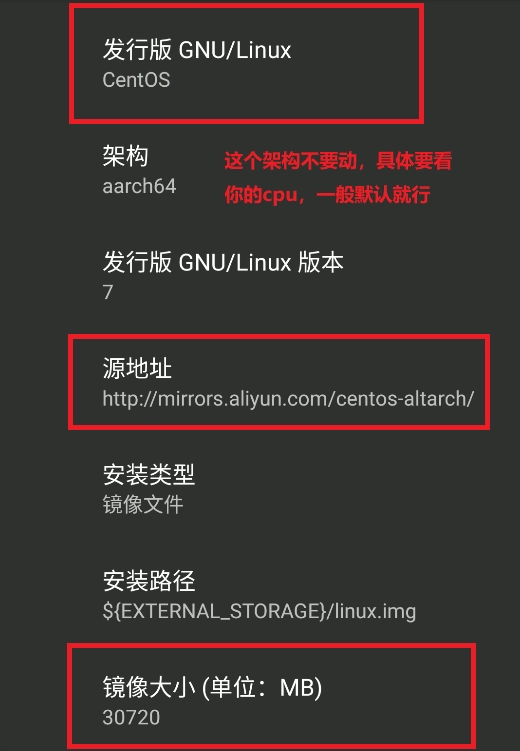 发行版 GNU/Linux
CentOS
架构
aarch64
这个架构不要动，具体要看
你的cpu，一般默认就行
发行版 GNU/Linux 版本
7
源地址
http://mirrors.aliyun.com/centos-altarch/
安装类型
镜像文件
安装路径
${EXTERNAL_STORAGE}/linux.img
镜像大小 (单位：MB)
30720